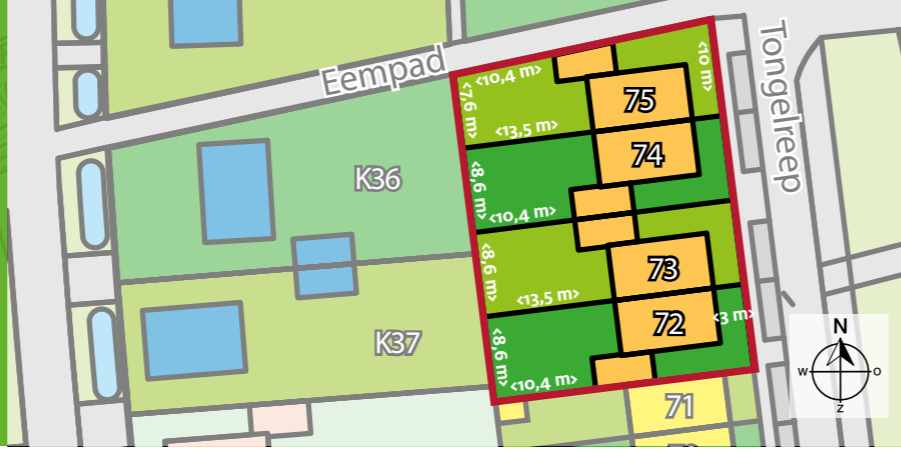 Eempad
Tongelreep
<10,4 m>
<10 m>
<7,6 m>
75
<13,5 m>
74
K36
<8,6 m>
<10,4 m>
<8,6 m>
73
<13,5 m>
72
<3 m>
K37
<8,6 m>
<10,4 m>
71
N
W
O
Z